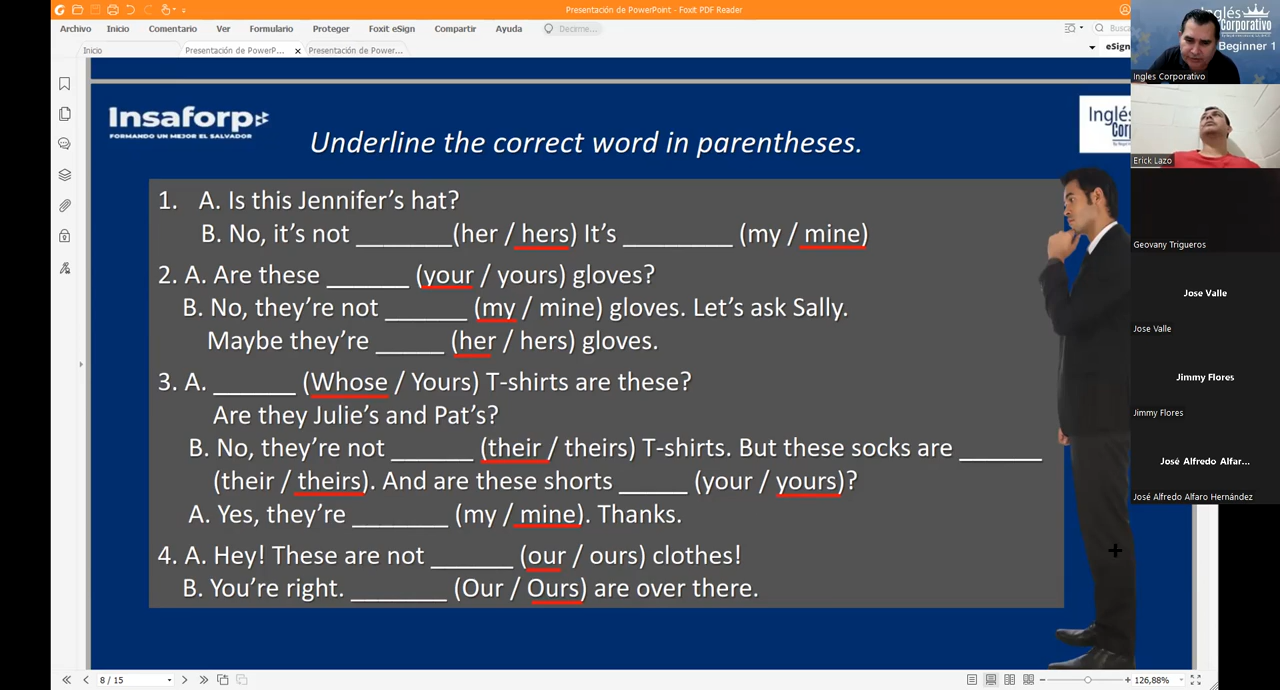 Presentación de PowerPoint - Foxit PDF Reader
Archivo Inicio Comentario Ver Formulario Proteger Foxit eSign Compartir Ayuda Decirme...
Inicio Presentación de PowerP... Presentación de Power... eSign
Insaforp
FORMANDO UN MEJOR EL SALVADOR
Underline the correct word in parentheses.
1. A. Is this Jennifer's hat?
B. No, it's not ________(her / hers) It's _________ (my / mine)
2. A. Are these _______ (your / yours) gloves?
B. No, they're not _______ (my / mine) gloves. Let's ask Sally.
Maybe they're ______ (her / hers) gloves.
3. A. _______ (Whose / Yours) T-shirts are these?
Are they Julie's and Pat's?
B. No, they're not _______ (their / theirs) T-shirts. But these socks are _______
(their / theirs). And are these shorts ______ (your / yours)?
A. Yes, they're ________ (my / mine). Thanks.
4. A. Hey! These are not _______ (our / ours) clothes!
B. You're right. ________ (Our / Ours) are over there.
8 / 15
126,88%
Inglés
Corporativo
Beginner 1
Ingles Corporativo
Erick Lazo
Geovany Trigueros
Jose Valle
Jose Valle
Jimmy Flores
Jimmy Flores
José Alfredo Alfar...
José Alfredo Alfaro Hernández